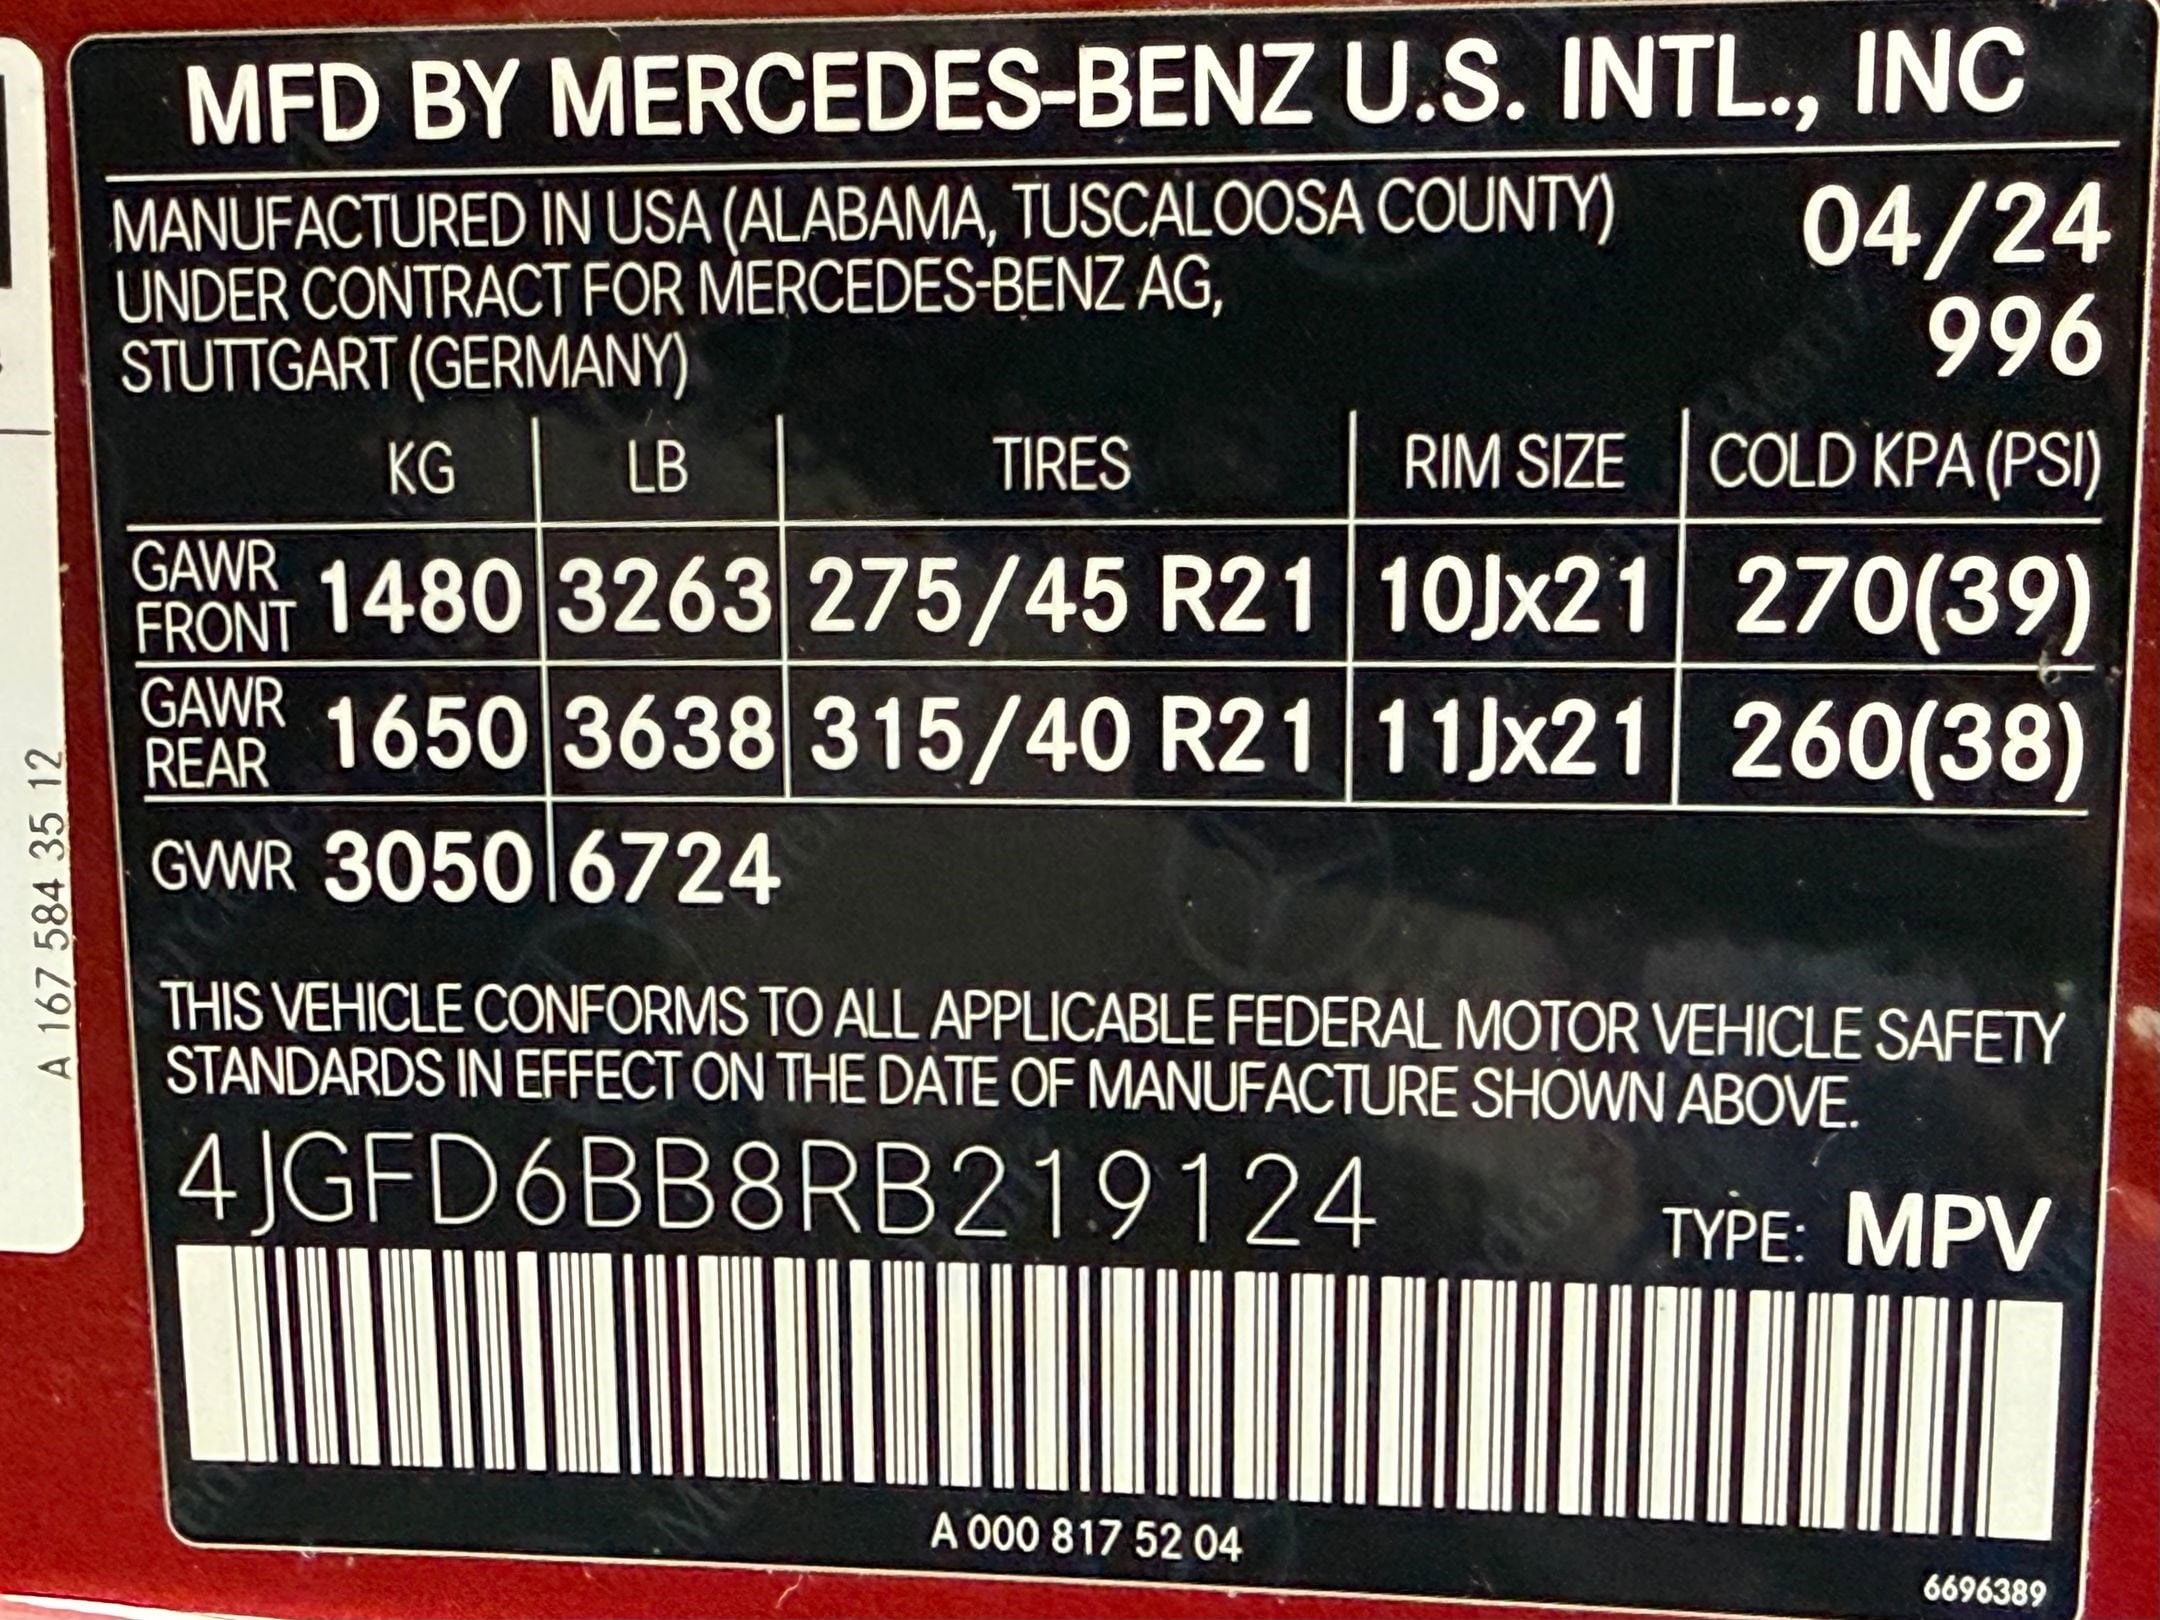 MFD BY MERCEDES-BENZ U.S. INTL., INC
MANUFACTURED IN USA (ALABAMA, TUSCALOOSA COUNTY) 04/24
UNDER CONTRACT FOR MERCEDES-BENZ AG, 996
STUTTGART (GERMANY)
KG LB TIRES RIM SIZE COLD KPA (PSI)
GAWR FRONT 1480 3263 275/45 R21 10Jx21 270(39)
GAWR REAR 1650 3638 315/40 R21 11Jx21 260(38)
GVWR 3050 6724
THIS VEHICLE CONFORMS TO ALL APPLICABLE FEDERAL MOTOR VEHICLE SAFETY
STANDARDS IN EFFECT ON THE DATE OF MANUFACTURE SHOWN ABOVE.
4JGFD6BB8RB219124 TYPE: MPV
A 000 817 52 04
6696389
A 167 584 35 12